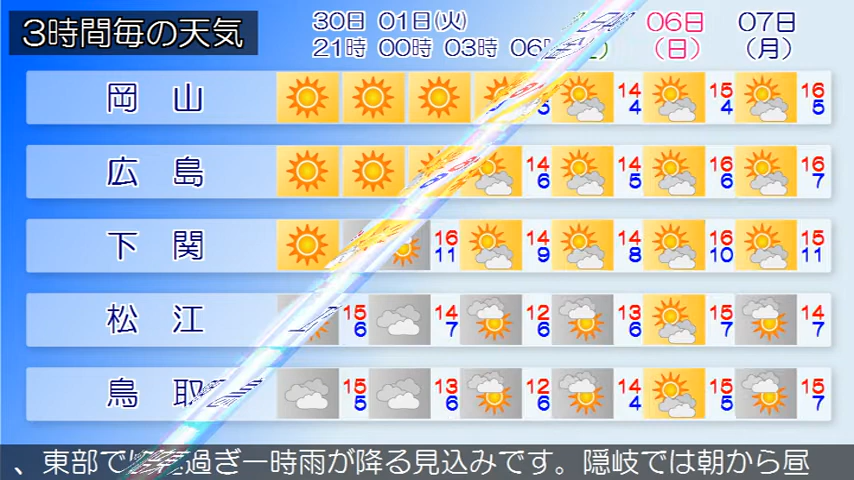 3時間毎の天気
30日 01日(火) 06日 07日
21時 00時 03時 06 (日) (月)
岡 山 14 4 15 4 16 5
広 島 14 6 14 5 16 6 16 7
下 関 16 11 14 9 14 8 16 10 15 11
松 江 15 6 14 7 12 6 13 6 15 7 14 7
鳥 取 15 5 13 6 12 6 14 4 15 5 15 7
、東部で 過ぎ一時雨が降る見込みです。隠岐では朝から昼